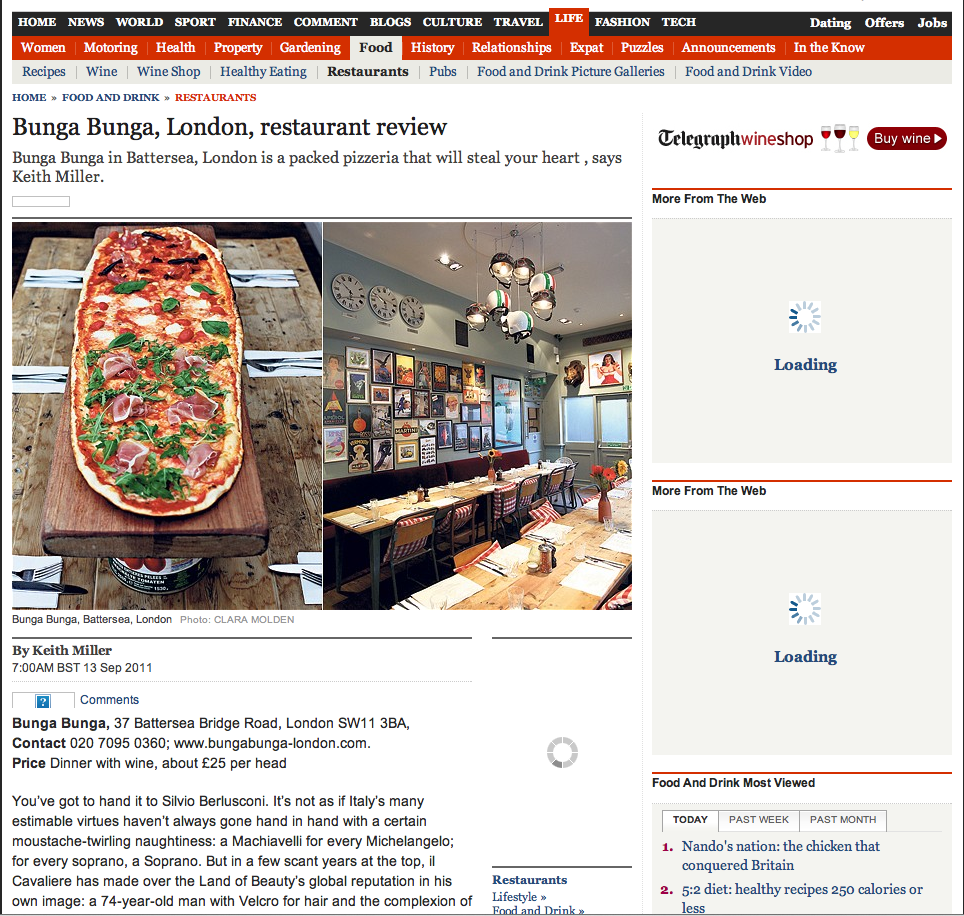 HOME NEWS WORLD SPORT FINANCE COMMENT BLOGS CULTURE TRAVEL LIFE FASHION TECH Dating Offers Jobs
Women Motoring Health Property Gardening Food History Relationships Expat Puzzles Announcements In the Know
Recipes Wine Wine Shop Healthy Eating Restaurants Pubs Food and Drink Picture Galleries Food and Drink Video
HOME » FOOD AND DRINK » RESTAURANTS
Bunga Bunga, London, restaurant review
Bunga Bunga in Battersea, London is a packed pizzeria that will steal your heart , says
Keith Miller.
MARTINI
Bunga Bunga, Battersea, London Photo: CLARA MOLDEN
By Keith Miller
7:00AM BST 13 Sep 2011
? Comments
Bunga Bunga, 37 Battersea Bridge Road, London SW11 3BA,
Contact 020 7095 0360; www.bungabunga-london.com.
Price Dinner with wine, about £25 per head
You've got to hand it to Silvio Berlusconi. It's not as if Italy's many
estimable virtues haven't always gone hand in hand with a certain
moustache-twirling naughtiness: a Machiavelli for every Michelangelo;
for every soprano, a Soprano. But in a few scant years at the top, il
Cavaliere has made over the Land of Beauty's global reputation in his
own image: a 74-year-old man with Velcro for hair and the complexion of
Restaurants
Lifestyle »
Food and Drink »
Telegraph wineshop Buy wine
More From The Web
Loading
More From The Web
Loading
Food And Drink Most Viewed
TODAY PAST WEEK PAST MONTH
1. Nando's nation: the chicken that
conquered Britain
2. 5:2 diet: healthy recipes 250 calories or
less